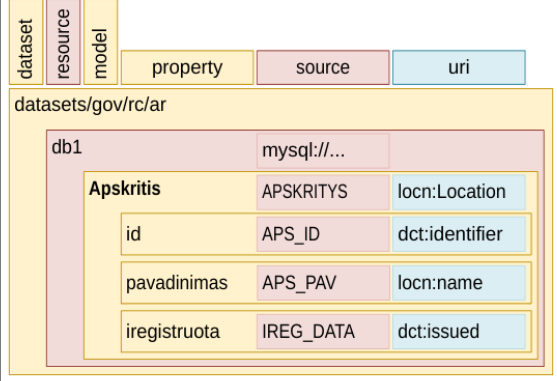 dataset resource model property source uri
datasets/gov/rc/ar
db1 mysql://...
Apskritis APSKRITYS locn:Location
id APS_ID dct:identifier
pavadinimas APS_PAV locn:name
iregistruota IREG_DATA dct:issued